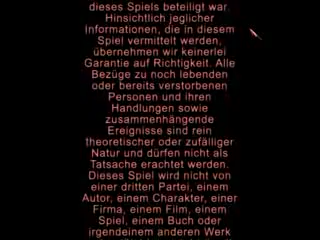 dieses Spiels beteiligt war.
Hinsichtlich jeglicher
Informationen, die in diesem
Spiel vermittelt werden,
übernehmen wir keinerlei
Garantie auf Richtigkeit. Alle
Bezüge zu noch lebenden
oder bereits verstorbenen
Personen und ihren
Handlungen sowie
zusammenhängende
Ereignisse sind rein
theoretischer oder zufälliger
Natur und dürfen nicht als
Tatsache erachtet werden.
Dieses Spiel wird nicht von
einer dritten Partei, einem
Autor, einem Charakter, einer
Firma, einem Film, einem
Spiel, einem Buch oder
irgendeinem anderen Werk